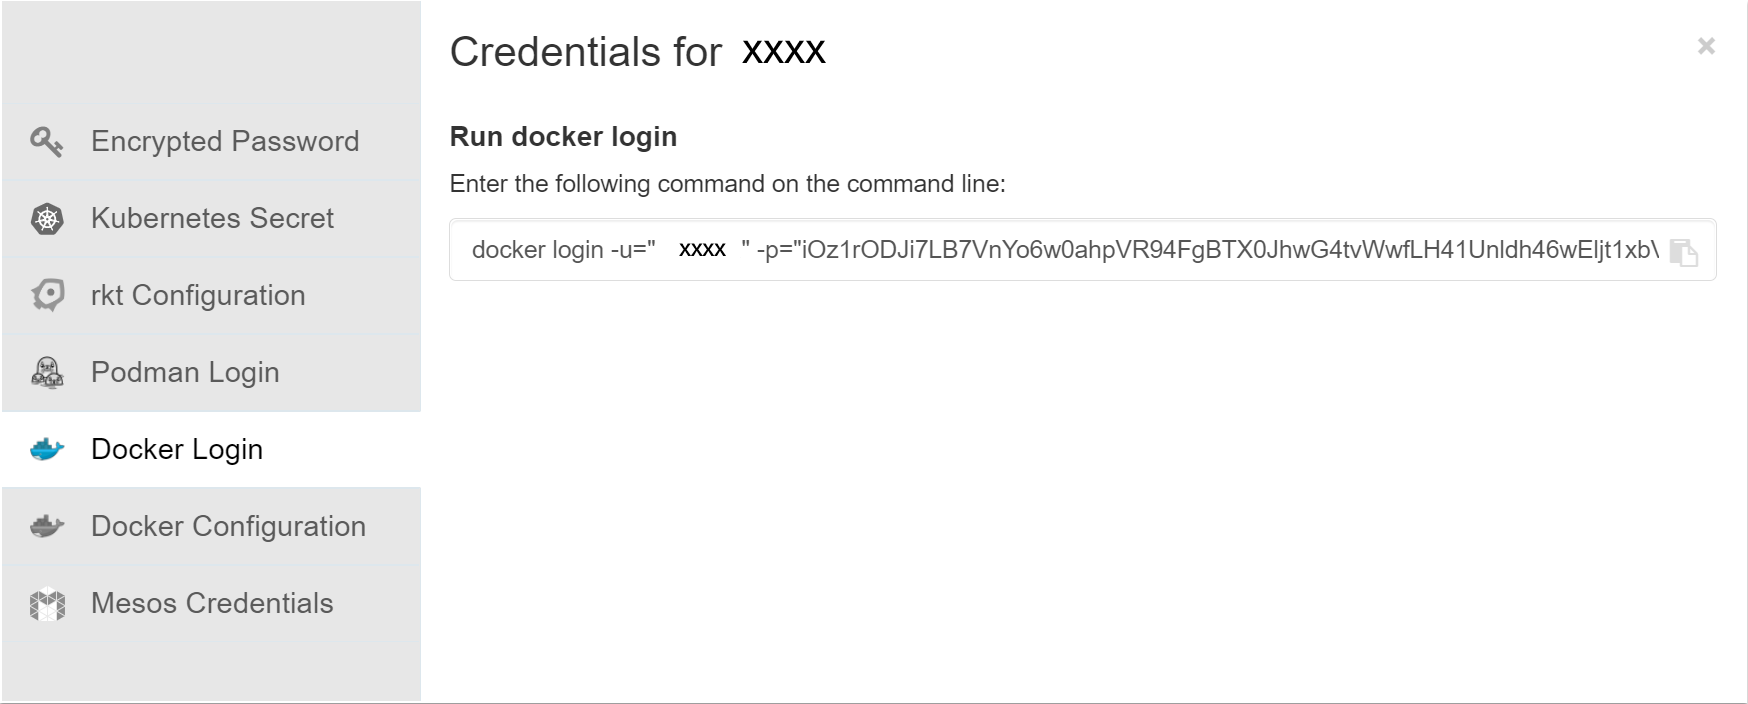 Credentials for xxxx
×
Encrypted Password
Kubernetes Secret
rkt Configuration
Podman Login
Docker Login
Docker Configuration
Mesos Credentials
Run docker login
Enter the following command on the command line:
docker login -u=" xxxx " -p="iOz1rODJi7LB7VnYo6w0ahpVR94FgBTX0JhwG4tvWwfLH41Unldh46wEljt1xb\